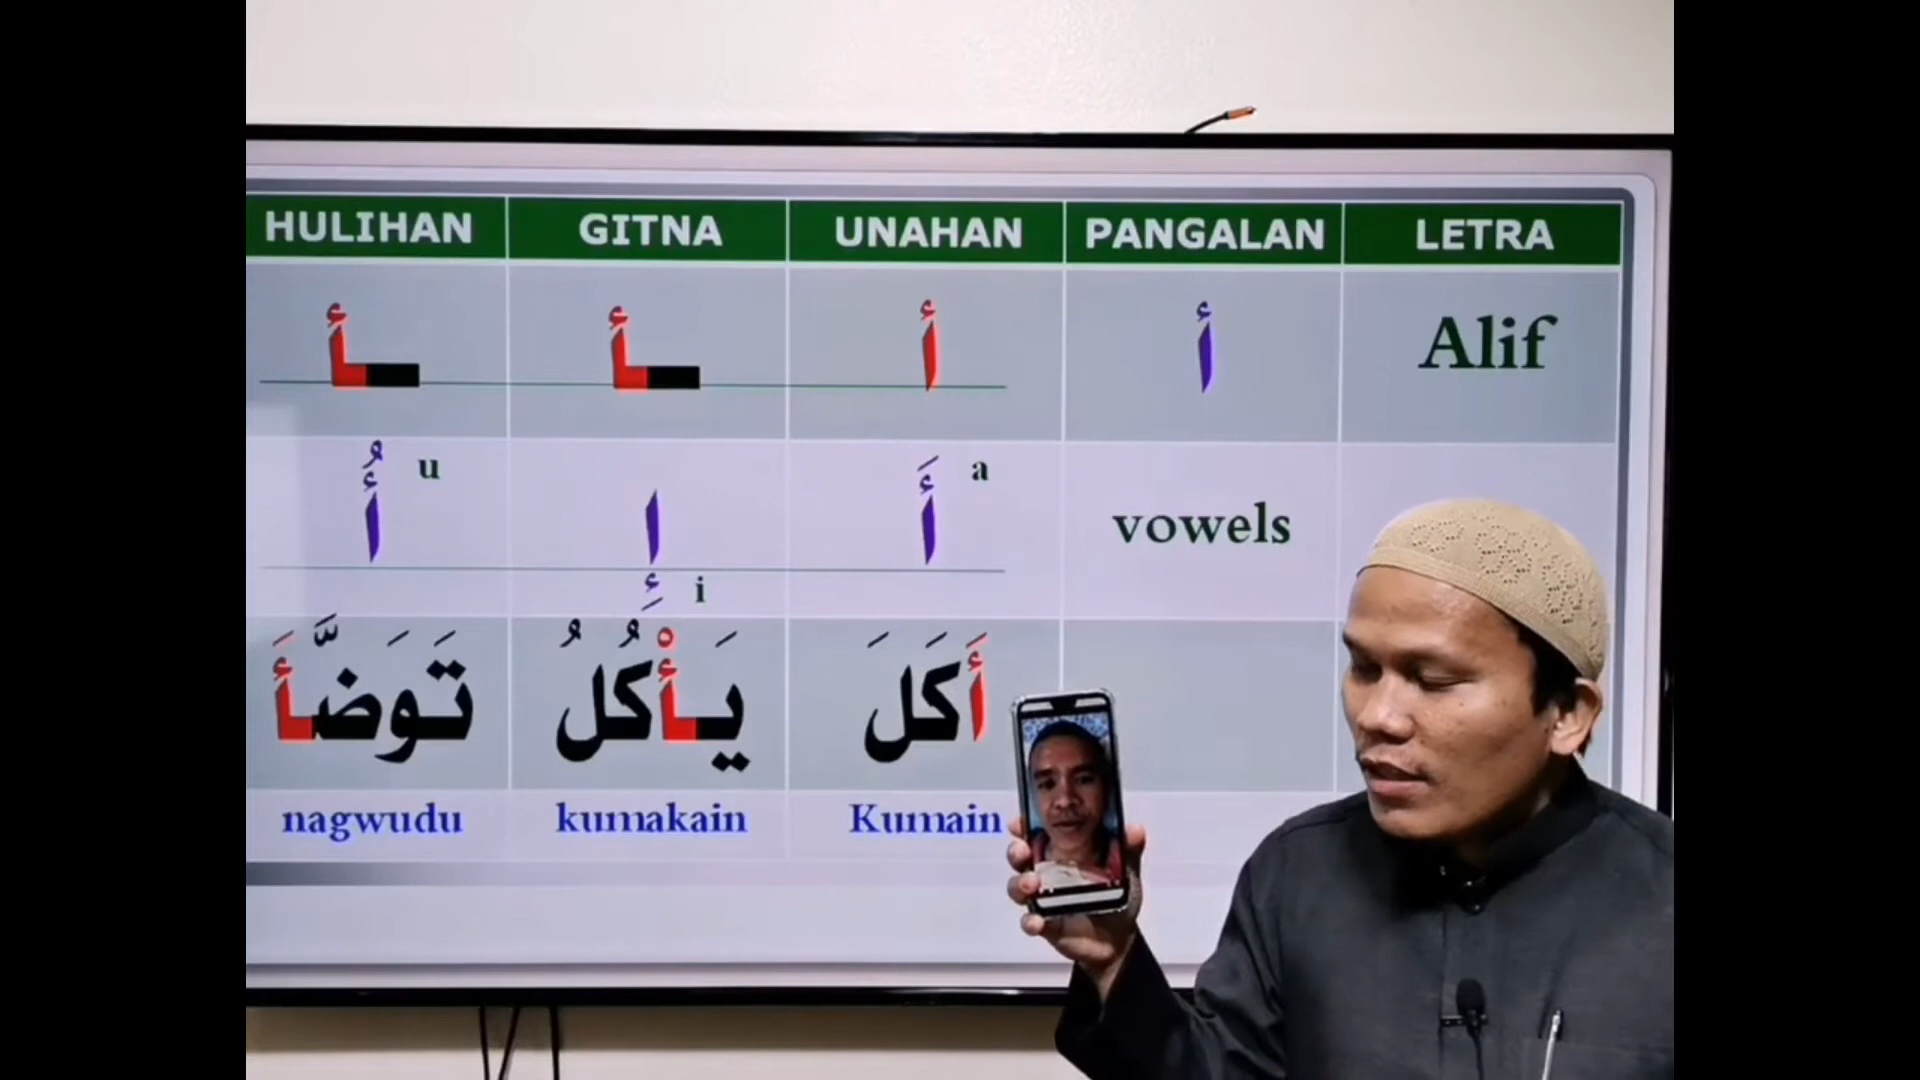 HULIHAN GITNA UNAHAN PANGALAN LETRA
ـأ ـأ أ أ Alif
أُ u إِ i أَ a vowels
تَوَضَّأَ يَأْكُلُ أَكَلَ
nagwudu kumakain Kumain